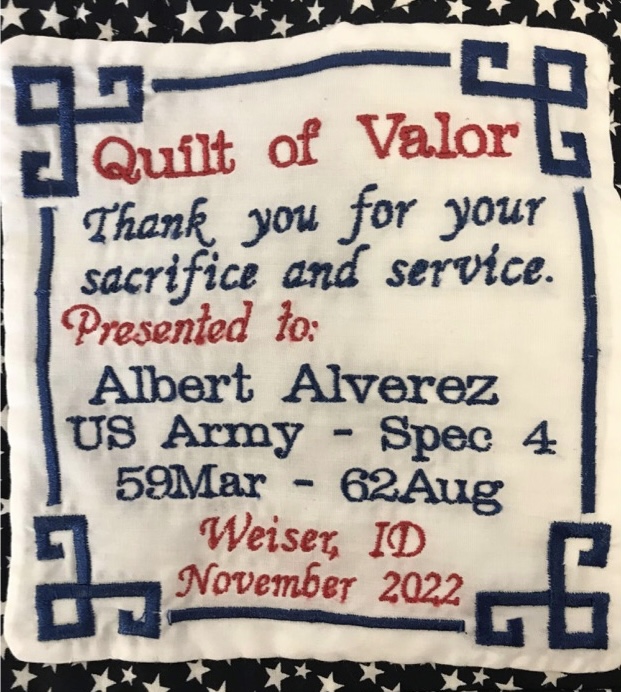 Quilt of Valor
Thank you for your
sacrifice and service.
Presented to:
Albert Alverez
US Army - Spec 4
59Mar - 62Aug
Weiser, ID
November 2022